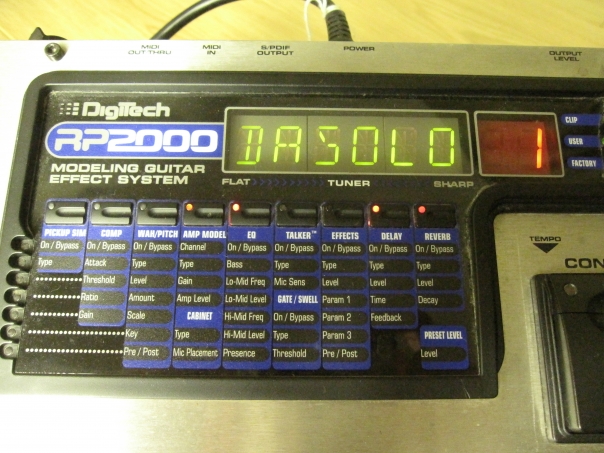 MIDI OUT THRU
MIDI IN
S/PDIF OUTPUT
POWER
OUTPUT LEVEL
DigiTech
RP2000
MODELING GUITAR
EFFECT SYSTEM
DASOLO
1
CLIP
USER
FACTORY
FLAT TUNER SHARP
PICKUP SIM COMP WAH/PITCH AMP MODEL EQ TALKER™ EFFECTS DELAY REVERB
On / Bypass On / Bypass On / Bypass Channel On / Bypass On / Bypass On / Bypass On / Bypass On / Bypass
Type Attack Type Type Bass Type Type Type Type
Threshold Level Gain Lo-Mid Freq Mic Sens Level Level Level
Ratio Amount Amp Level Lo-Mid Level GATE / SWELL Param 1 Time Decay
Gain Scale CABINET Hi-Mid Freq On / Bypass Param 2 Feedback
Key Type Hi-Mid Level Type Param 3 PRESET LEVEL
Pre / Post Mic Placement Presence Threshold Pre / Post Level
TEMPO
CON